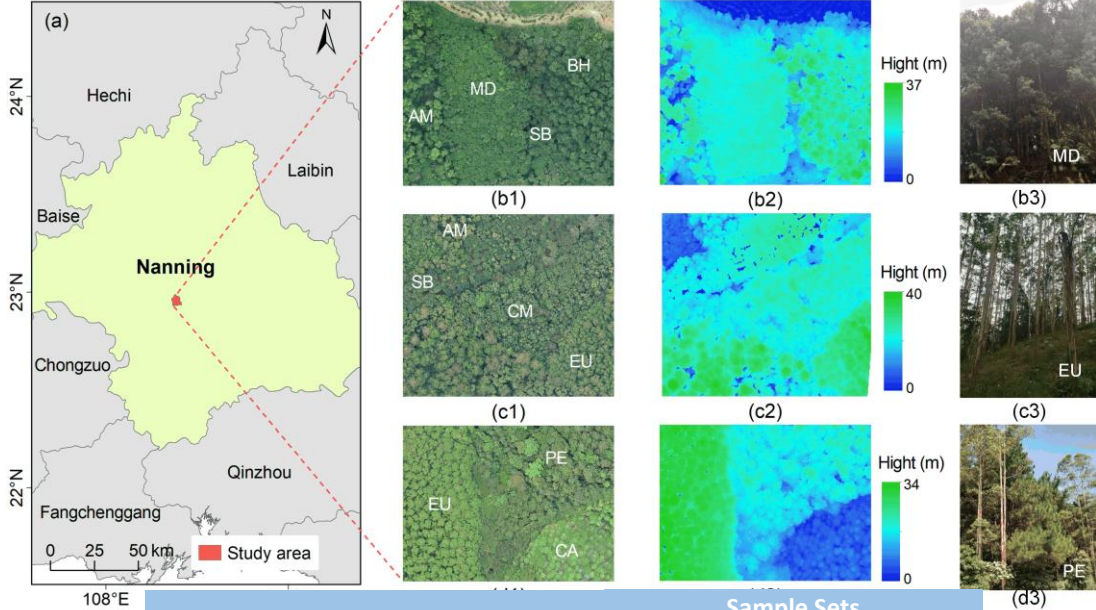 (a)
N
24°N
23°N
22°N
Hechi
Laibin
Baise
Nanning
Chongzuo
Qinzhou
Fangchenggang
0 25 50 km
Study area
108°E
BH
MD
AM
SB
(b1)
(b2)
Hight (m)
37
0
MD
(b3)
AM
SB
CM
EU
(c1)
(c2)
Hight (m)
40
0
EU
(c3)
PE
EU
CA
Hight (m)
34
0
PE
(d3)
Sample Sets